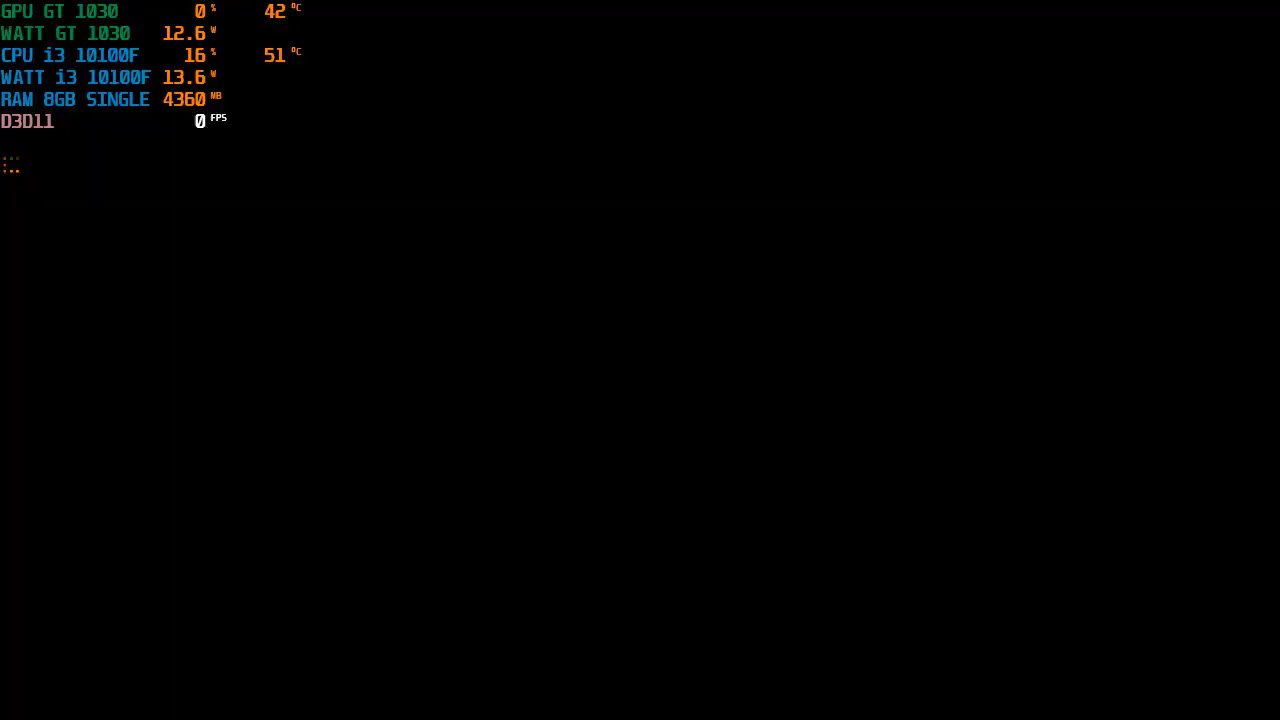 GPU GT 1030 0 % 42 °C
WATT GT 1030 12.6 W
CPU i3 10100F 16 % 51 °C
WATT i3 10100F 13.6 W
RAM 8GB SINGLE 4360 MB
D3D11 0 FPS